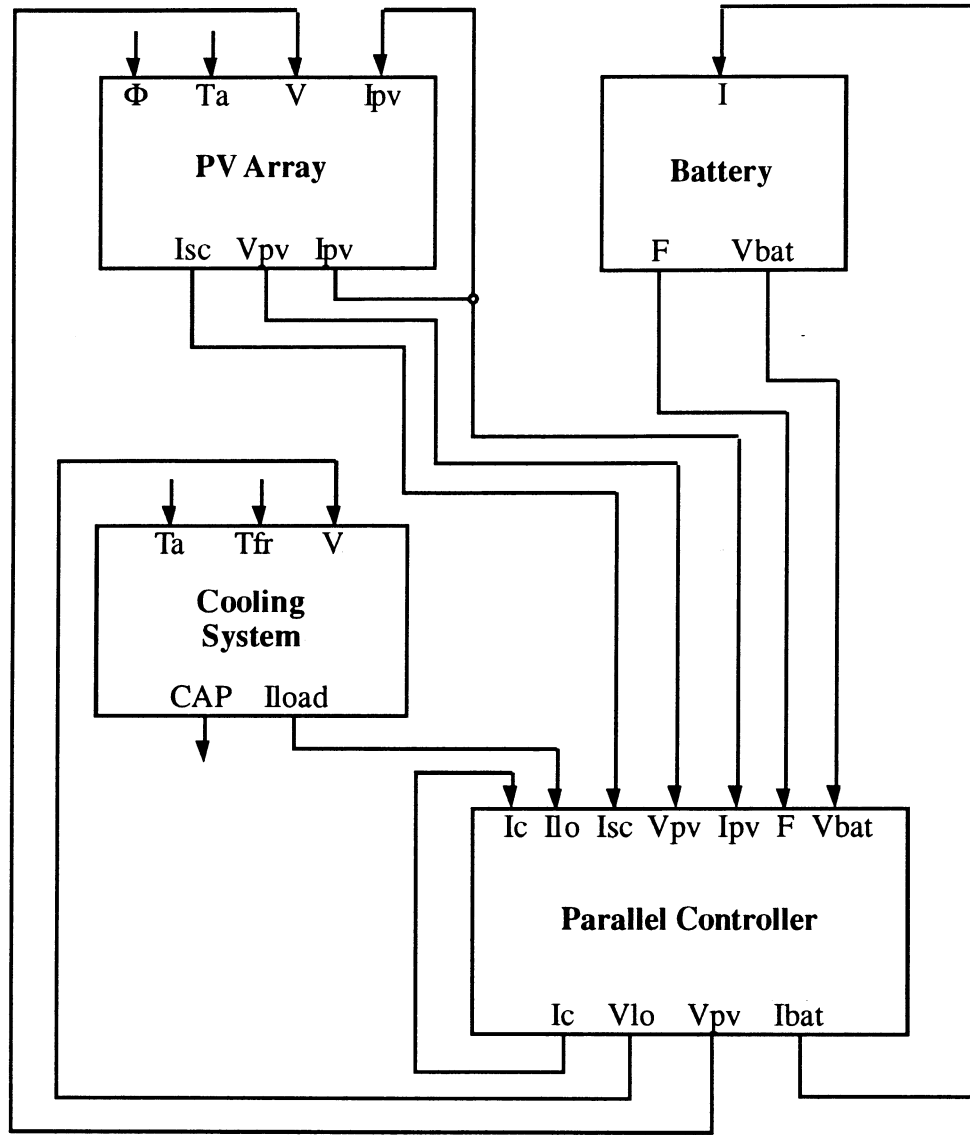 Φ Ta V Ipv
PV Array
Isc Vpv Ipv
I
Battery
F Vbat
Ta Tfr V
Cooling
System
CAP Iload
Ic Ilo Isc Vpv Ipv F Vbat
Parallel Controller
Ic Vlo Vpv Ibat